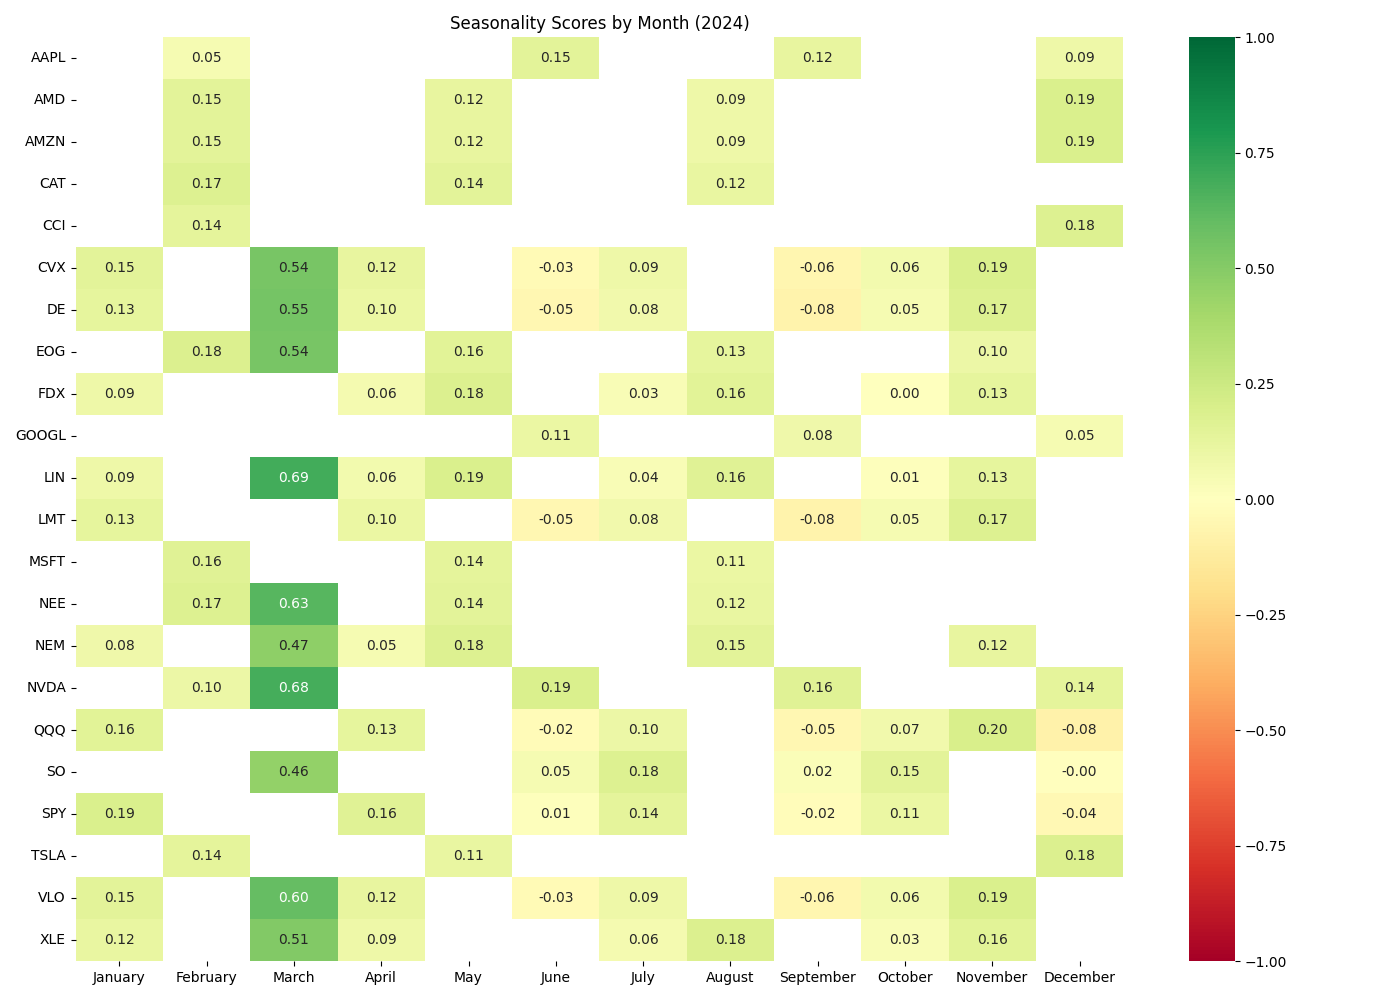 Seasonality Scores by Month (2024)
AAPL 0.05 0.15 0.12 0.09
AMD 0.15 0.12 0.09 0.19
AMZN 0.15 0.12 0.09 0.19
CAT 0.17 0.14 0.12
CCI 0.14 0.18
CVX 0.15 0.54 0.12 -0.03 0.09 -0.06 0.06 0.19
DE 0.13 0.55 0.10 -0.05 0.08 -0.08 0.05 0.17
EOG 0.18 0.54 0.16 0.13 0.10
FDX 0.09 0.06 0.18 0.03 0.16 0.00 0.13
GOOGL 0.11 0.08 0.05
LIN 0.09 0.69 0.06 0.19 0.04 0.16 0.01 0.13
LMT 0.13 0.10 -0.05 0.08 -0.08 0.05 0.17
MSFT 0.16 0.14 0.11
NEE 0.17 0.63 0.14 0.12
NEM 0.08 0.47 0.05 0.18 0.15 0.12
NVDA 0.10 0.68 0.19 0.16 0.14
QQQ 0.16 0.13 -0.02 0.10 -0.05 0.07 0.20 -0.08
SO 0.46 0.05 0.18 0.02 0.15 -0.00
SPY 0.19 0.16 0.01 0.14 -0.02 0.11 -0.04
TSLA 0.14 0.11 0.18
VLO 0.15 0.60 0.12 -0.03 0.09 -0.06 0.06 0.19
XLE 0.12 0.51 0.09 0.06 0.18 0.03 0.16
January February March April May June July August September October November December
1.00
0.75
0.50
0.25
0.00
−0.25
−0.50
−0.75
−1.00